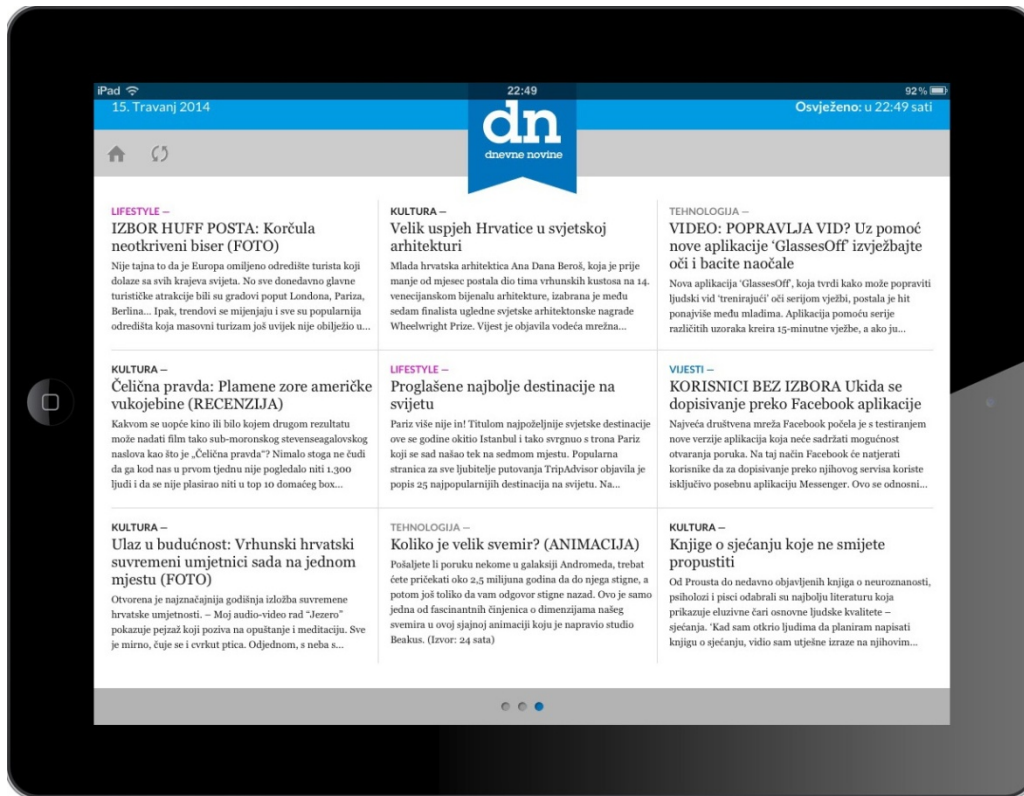 iPad
22:49
92%
15. Travanj 2014
Osvježeno: u 22:49 sati
dn
dnevne novine
LIFESTYLE –
IZBOR HUFF POSTA: Korčula
neotkriveni biser (FOTO)
Nije tajna to da je Europa omiljeno odredište turista koji
dolaze sa svih krajeva svijeta. No sve donedavno glavne
turističke atrakcije bili su gradovi poput Londona, Pariza,
Berlina... Ipak, trendovi se mijenjaju i sve su popularnija
odredišta koja masovni turizam još uvijek nije obilježio u...
KULTURA –
Velik uspjeh Hrvatice u svjetskoj
arhitekturi
Mlada hrvatska arhitektica Ana Dana Beroš, koja je prije
manje od mjesec postala dio tima vrhunskih kustosa na 14.
venecijanskom bijenalu arhitekture, izabrana je među
sedam finalista ugledne svjetske arhitektonske nagrade
Wheelwright Prize. Vijest je objavila vodeća mrežna...
TEHNOLOGIJA –
VIDEO: POPRAVLJA VID? Uz pomoć
nove aplikacije ‘GlassesOff’ izvježbajte
oči i bacite naočale
Nova aplikacija ‘GlassesOff’, koja tvrdi kako može popraviti
ljudski vid ‘trenirajući’ oči serijom vježbi, postala je hit
ponajviše među mladima. Aplikacija pomoću serije
različitih uzoraka kreira 15-minutne vježbe, a ako ju...
KULTURA –
Čelična pravda: Plamene zore američke
vukojebine (RECENZIJA)
Kakvom se uopće kino ili bilo kojem drugom rezultatu
može nadati film tako sub-moronskog stevenseagalovskog
naslova kao što je „Čelična pravda“? Nimalo stoga ne čudi
da ga kod nas u prvom tjednu nije pogledalo niti 1.300
ljudi i da se nije plasirao niti u top 10 domaćeg box...
LIFESTYLE –
Proglašene najbolje destinacije na
svijetu
Pariz više nije in! Titulom najpoželjnije svjetske destinacije
ove se godine okitio Istanbul i tako svrgnuo s trona Pariz
koji se sad našao tek na sedmom mjestu. Popularna
stranica za sve ljubitelje putovanja TripAdvisor objavila je
popis 25 najpopularnijih destinacija na svijetu. Na...
VIJESTI –
KORISNICI BEZ IZBORA Ukida se
dopisivanje preko Facebook aplikacije
Najveća društvena mreža Facebook počela je s testiranjem
nove verzije aplikacija koja neće sadržati mogućnost
otvaranja poruka. Na taj način Facebook će natjerati
korisnike da za dopisivanje preko njihovog servisa koriste
isključivo posebnu aplikaciju Messenger. Ovo se odnosni...
KULTURA –
Ulaz u budućnost: Vrhunski hrvatski
suvremeni umjetnici sada na jednom
mjestu (FOTO)
Otvorena je najznačajnija godišnja izložba suvremene
hrvatske umjetnosti. – Moj audio-video rad “Jezero”
pokazuje pejzaž koji poziva na opuštanje i meditaciju. Sve
je mirno, čuje se i cvrkut ptica. Odjednom, s neba s...
TEHNOLOGIJA –
Koliko je velik svemir? (ANIMACIJA)
Pošaljete li poruku nekome u galaksiji Andromeda, trebat
ćete pričekati oko 2,5 milijuna godina da do njega stigne, a
potom još toliko da vam odgovor stigne nazad. Ovo je samo
jedna od fascinantnih činjenica o dimenzijama našeg
svemira u ovoj sjajnoj animaciji koju je napravio studio
Beakus. (Izvor: 24 sata)
KULTURA –
Knjige o sjećanju koje ne smijete
propustiti
Od Prousta do nedavno objavljenih knjiga o neuroznanosti,
psiholozi i pisci odabrali su najbolju literaturu koja
prikazuje eluzivne čari osnovne ljudske kvalitete –
sjećanja. ‘Kad sam otkrio ljudima da planiram napisati
knjigu o sjećanju, vidio sam utješne izraze na njihovim...